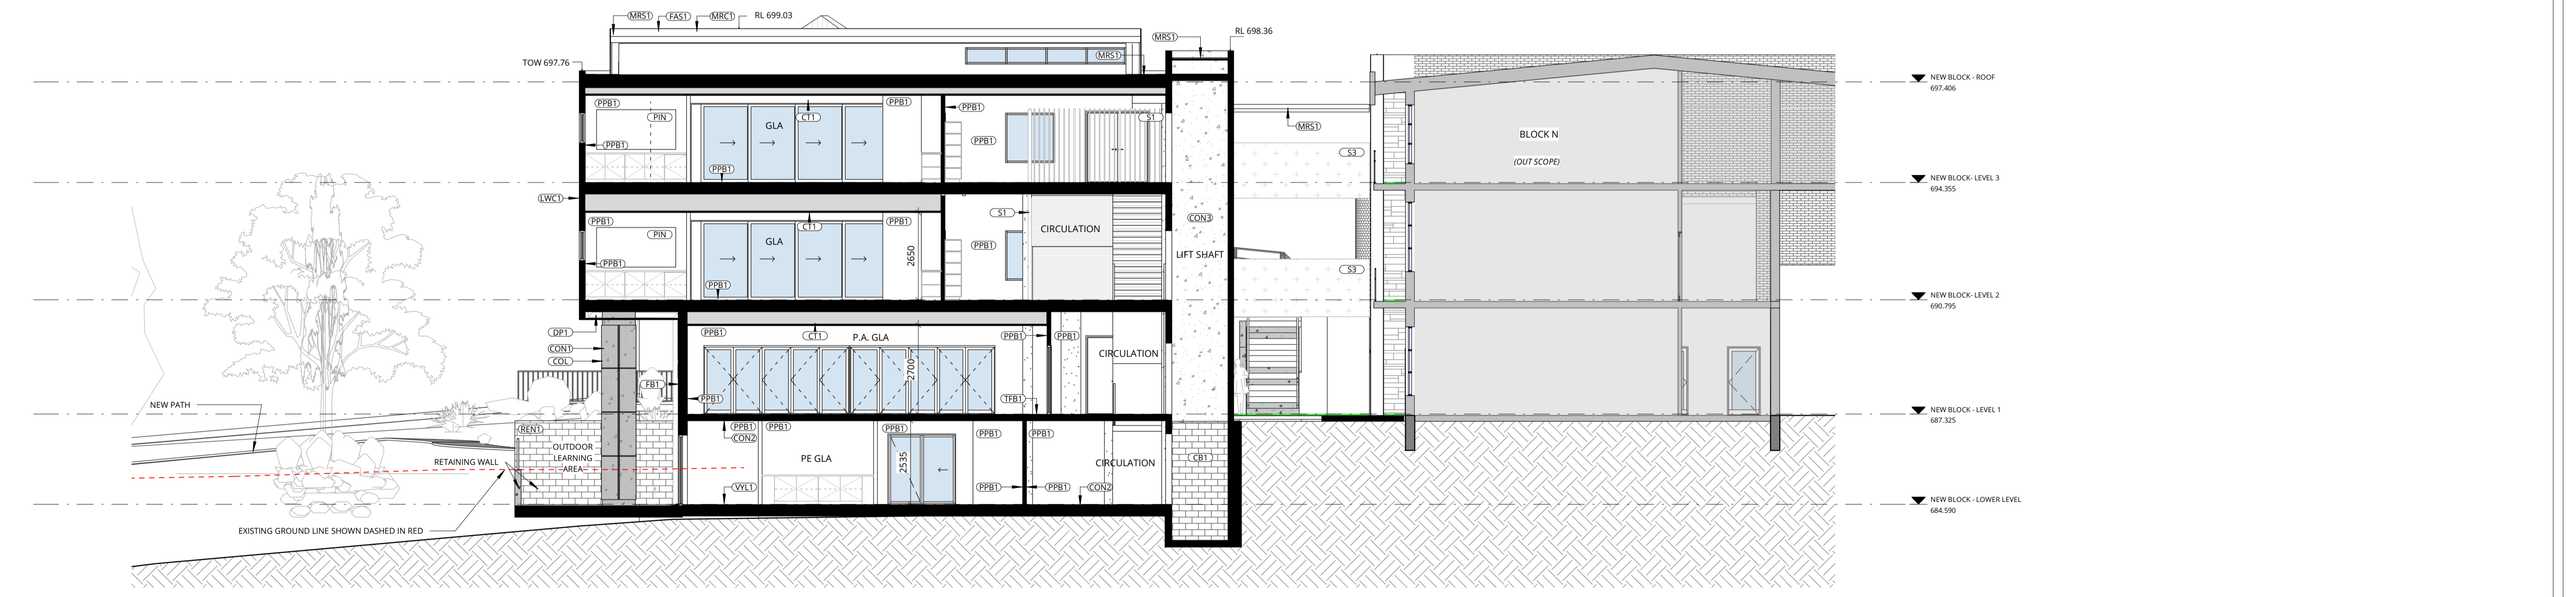 MRS1
FAS1
MRC1
RL 699.03
MRS1
RL 698.36
MRS1
TOW 697.76
NEW BLOCK - ROOF
697.406
PPB1
PIN
PPB1
GLA
CT1
PPB1
PPB1
PPB1
PPB1
S1
MRS1
S3
BLOCK N
(OUT SCOPE)
NEW BLOCK- LEVEL 3
694.355
LWC1
PPB1
PIN
PPB1
GLA
CT1
PPB1
PPB1
2650
PPB1
S1
CIRCULATION
CON3
LIFT SHAFT
S3
NEW BLOCK- LEVEL 2
690.795
DP1
CON1
COL
FB1
PPB1
CT1
P.A. GLA
2700
PPB1
PPB1
PPB1
CIRCULATION
TFB1
NEW BLOCK - LEVEL 1
687.325
NEW PATH
REN1
OUTDOOR
LEARNING
AREA
RETAINING WALL
PPB1
CON2
PPB1
PE GLA
PPB1
2535
PPB1
PPB1
CIRCULATION
CB1
VYL1
PPB1
PPB1
CON2
NEW BLOCK - LOWER LEVEL
684.590
EXISTING GROUND LINE SHOWN DASHED IN RED